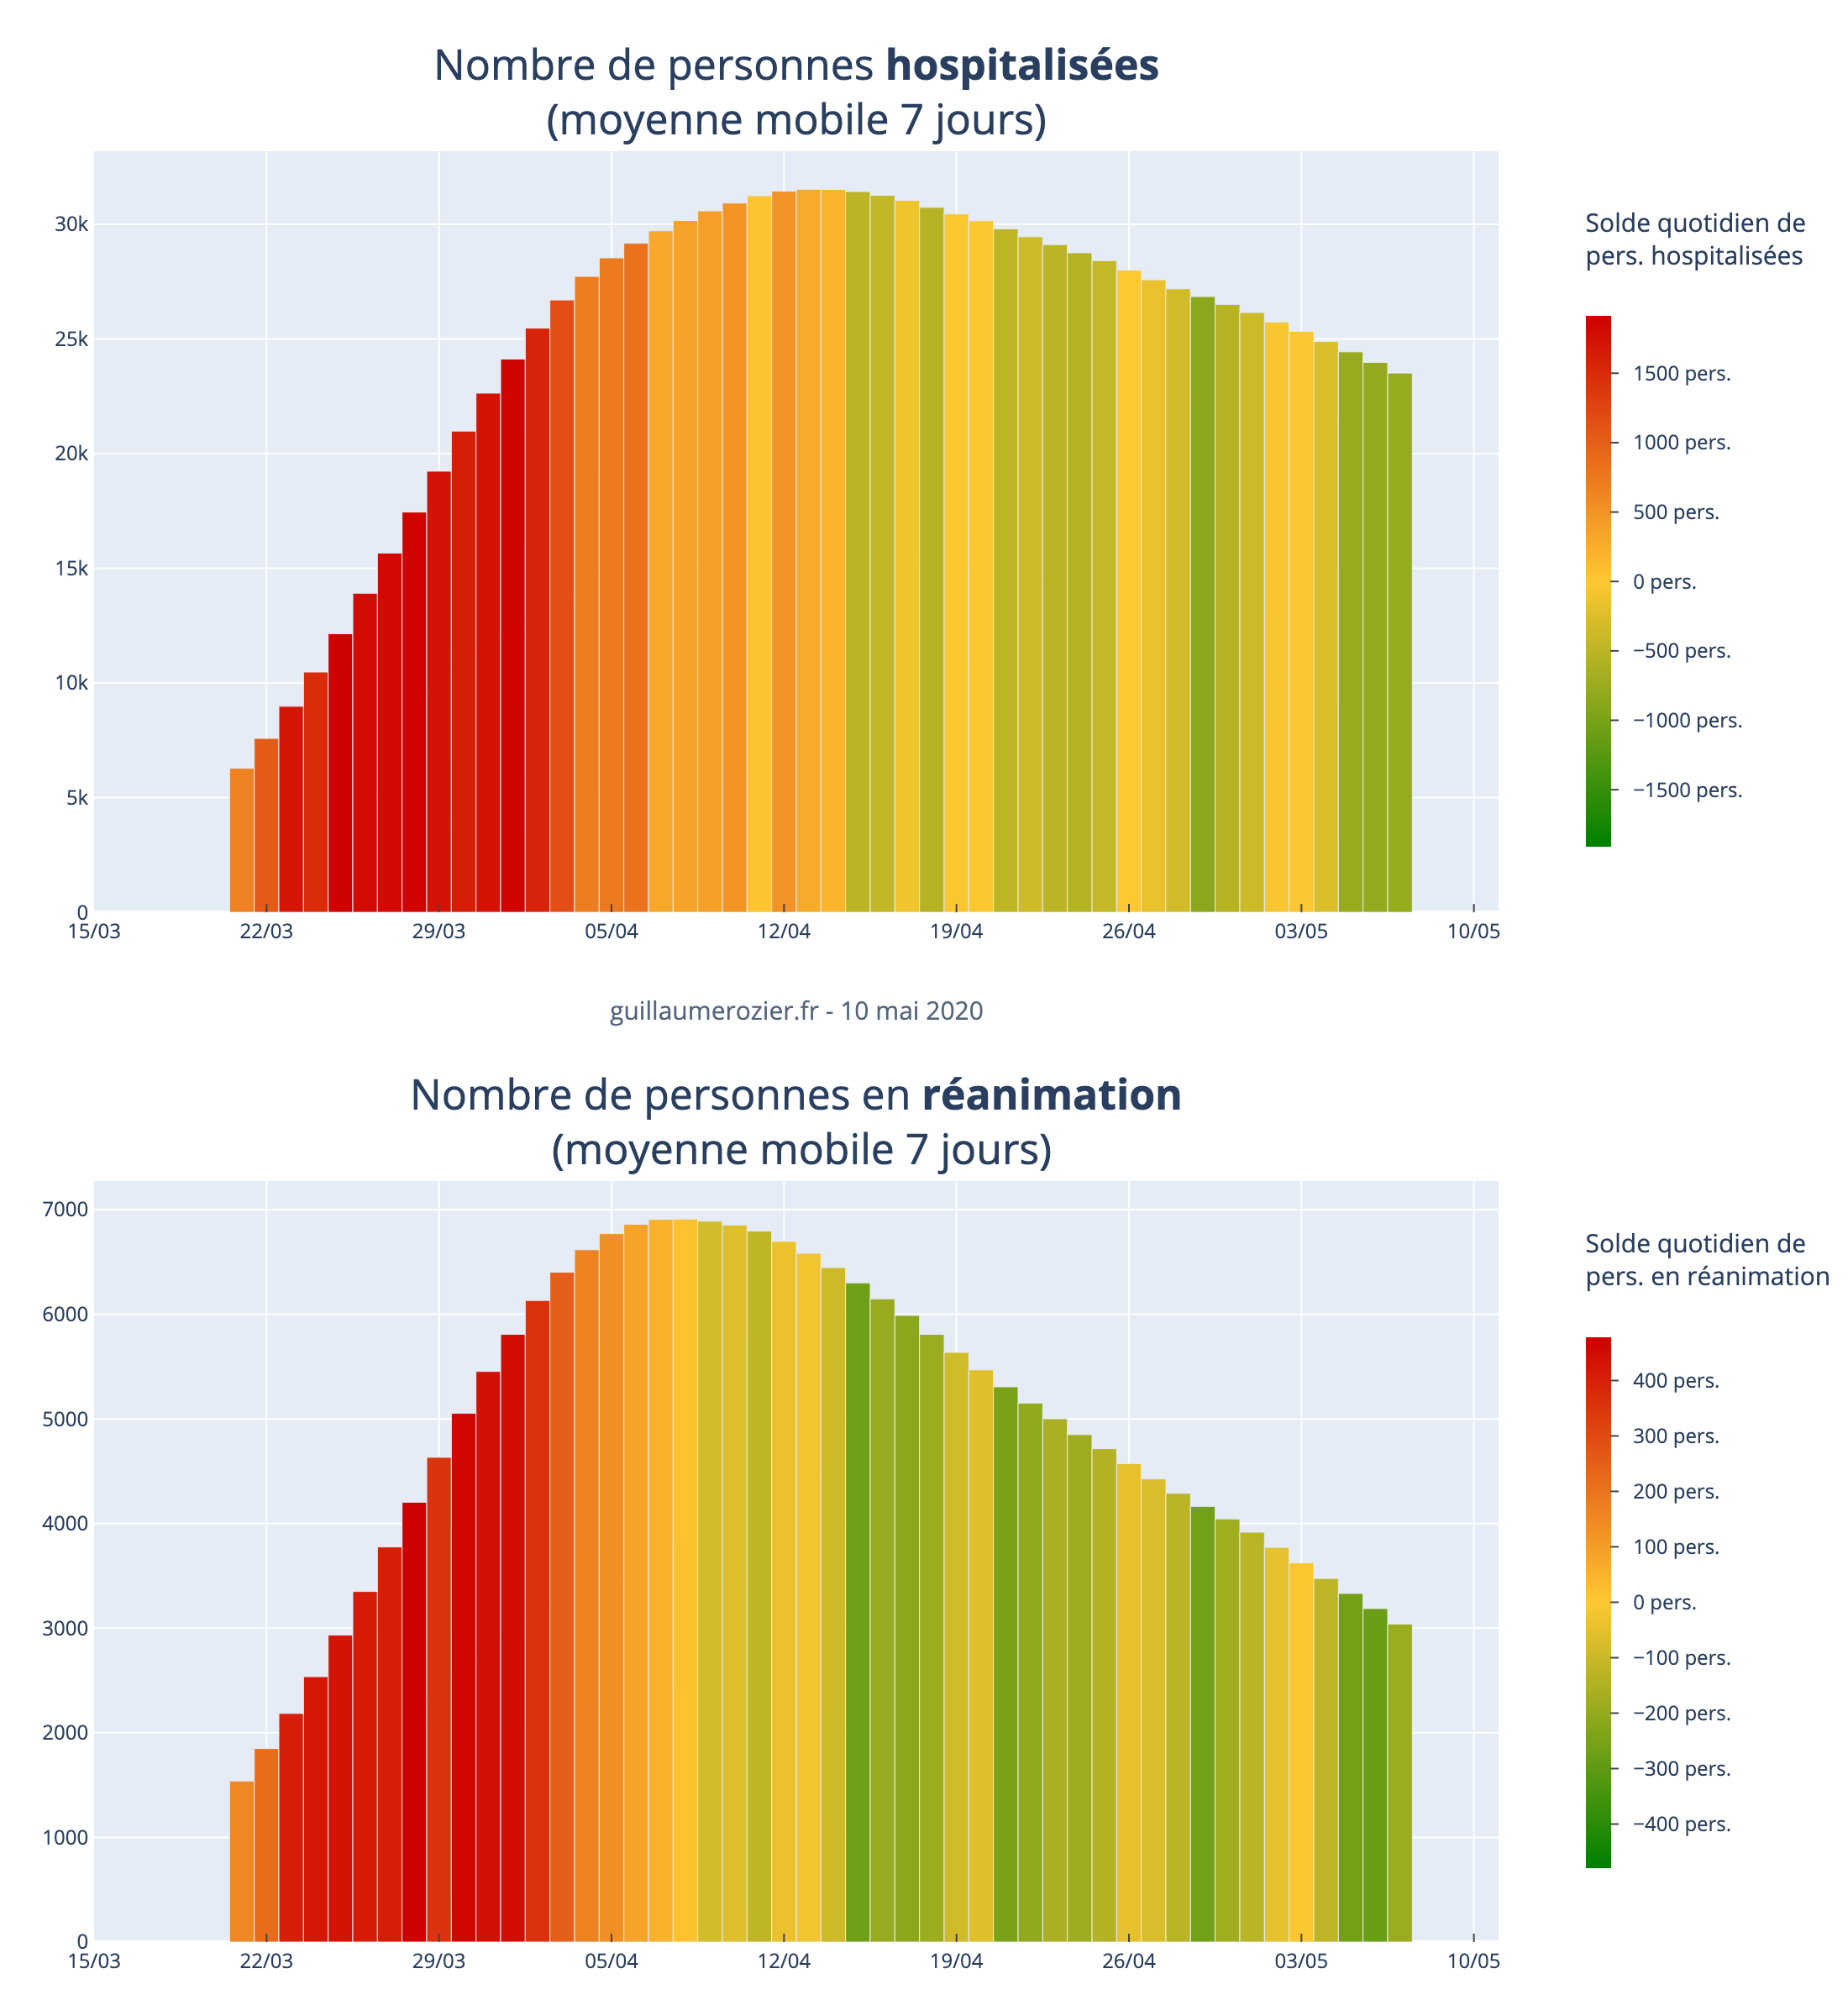 Nombre de personnes hospitalisées
(moyenne mobile 7 jours)
30k
25k
20k
15k
10k
5k
0
15/03 22/03 29/03 05/04 12/04 19/04 26/04 03/05 10/05
Solde quotidien de
pers. hospitalisées
1500 pers.
1000 pers.
500 pers.
0 pers.
−500 pers.
−1000 pers.
−1500 pers.
guillaumerozier.fr - 10 mai 2020
Nombre de personnes en réanimation
(moyenne mobile 7 jours)
7000
6000
5000
4000
3000
2000
1000
0
15/03 22/03 29/03 05/04 12/04 19/04 26/04 03/05 10/05
Solde quotidien de
pers. en réanimation
400 pers.
300 pers.
200 pers.
100 pers.
0 pers.
−100 pers.
−200 pers.
−300 pers.
−400 pers.